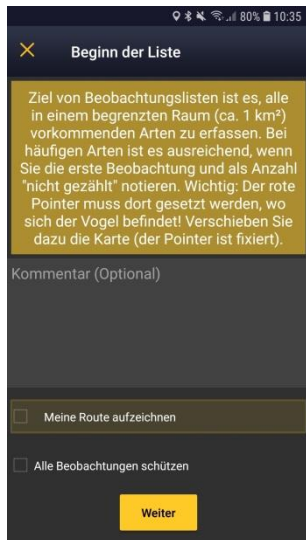 80% 10:35
Beginn der Liste
Ziel von Beobachtungslisten ist es, alle
in einem begrenzten Raum (ca. 1 km²)
vorkommenden Arten zu erfassen. Bei
häufigen Arten ist es ausreichend, wenn
Sie die erste Beobachtung und als Anzahl
"nicht gezählt" notieren. Wichtig: Der rote
Pointer muss dort gesetzt werden, wo
sich der Vogel befindet! Verschieben Sie
dazu die Karte (der Pointer ist fixiert).
Kommentar (Optional)
Meine Route aufzeichnen
Alle Beobachtungen schützen
Weiter